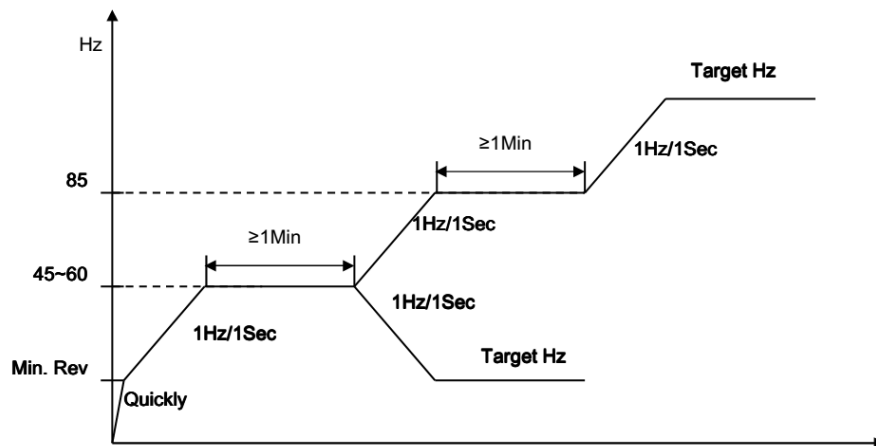 Hz
Target Hz
≥1Min
1Hz/1Sec
85
1Hz/1Sec
≥1Min
45~60
1Hz/1Sec
1Hz/1Sec
Target Hz
Min. Rev
Quickly